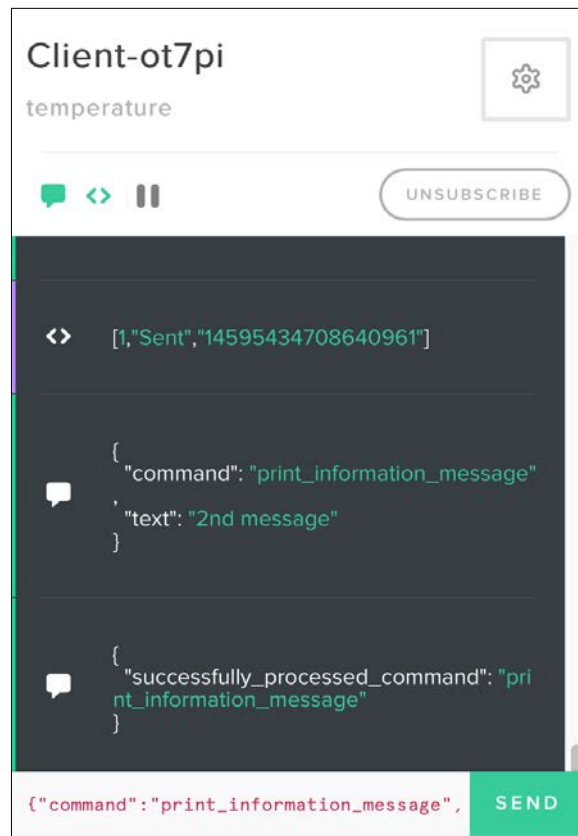 Client-ot7pi
temperature
UNSUBSCRIBE
[1,"Sent","14595434708640961"]
{
"command": "print_information_message"
,
"text": "2nd message"
}
{
"successfully_processed_command": "pri
nt_information_message"
}
{"command":"print_information_message",
SEND